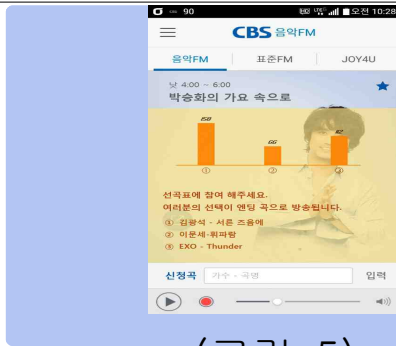 90 오전 10:28
CBS 음악FM
음악FM 표준FM JOY4U
낮 4:00 ~ 6:00
박승화의 가요 속으로
150
66
92
① ② ③
선곡표에 참여 해주세요.
여러분의 선택이 엔딩 곡으로 방송됩니다.
① 김광석 - 서른 즈음에
② 이문세-휘파람
③ EXO - Thunder
신청곡 가수 - 곡명 입력